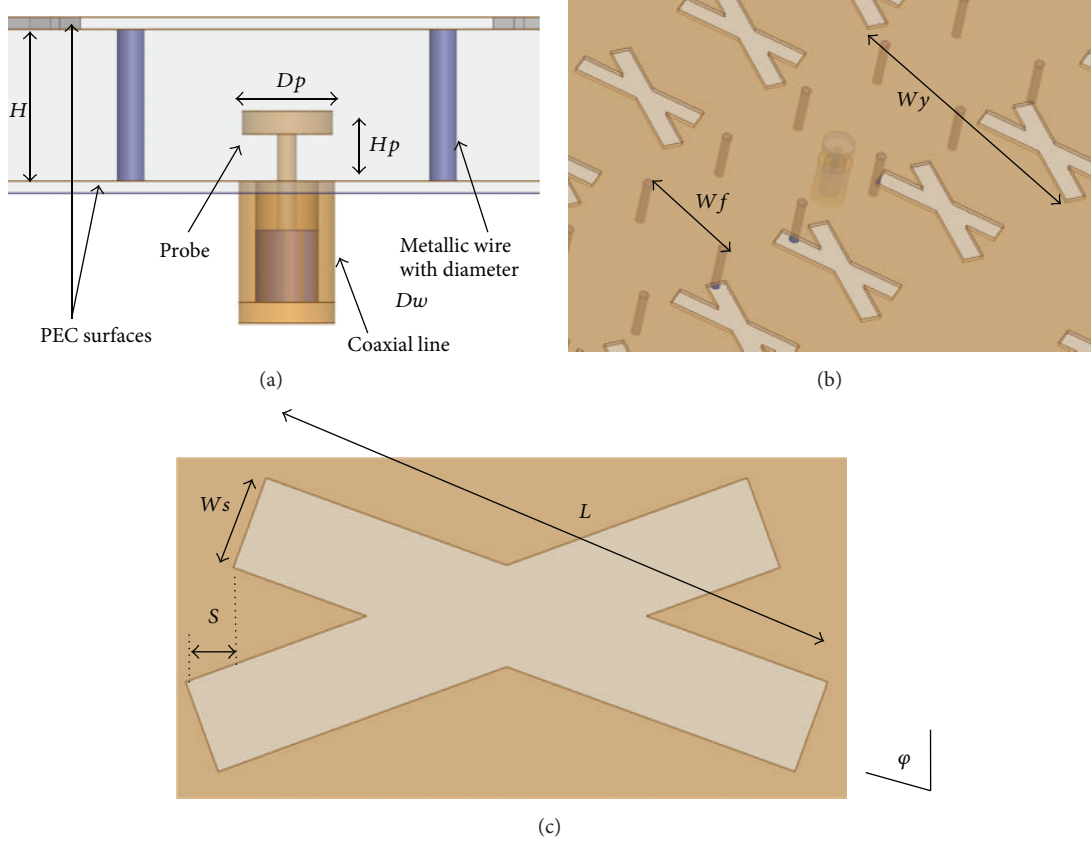 Dp
H
Hp
Probe
Metallic wire
with diameter
Dw
PEC surfaces
Coaxial line
(a)
Wy
Wf
(b)
Ws
L
S
φ
(c)